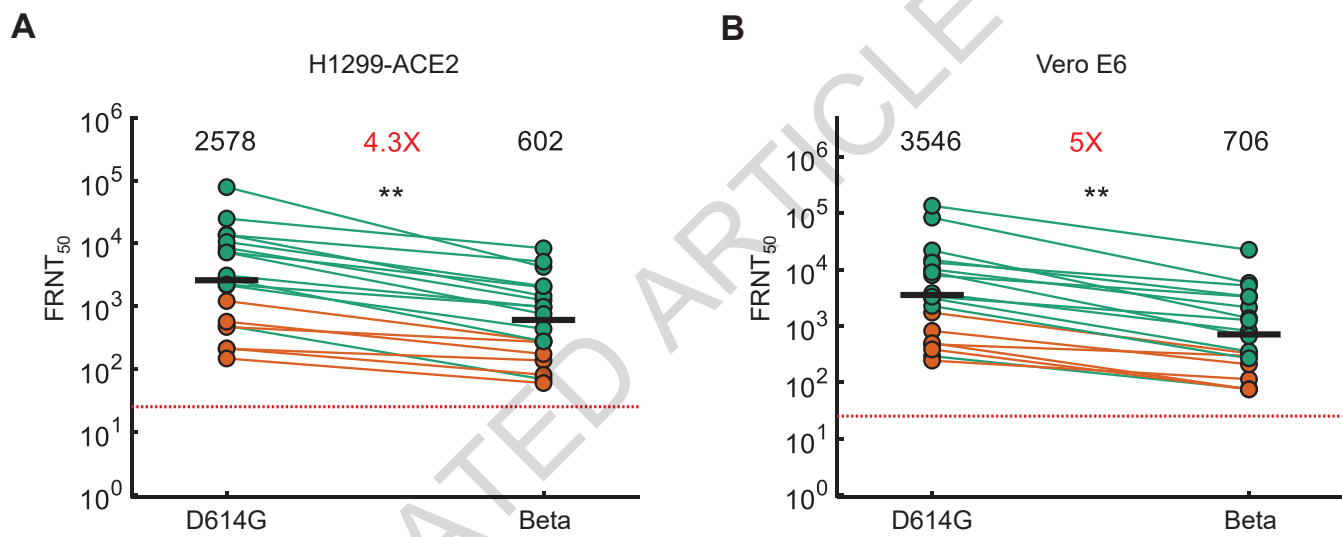 A
H1299-ACE2
2578 4.3X 602
**
FRNT50
10^6
10^5
10^4
10^3
10^2
10^1
10^0
D614G Beta
B
Vero E6
3546 5X 706
**
FRNT50
10^6
10^5
10^4
10^3
10^2
10^1
10^0
D614G Beta
ATED ARTICLE